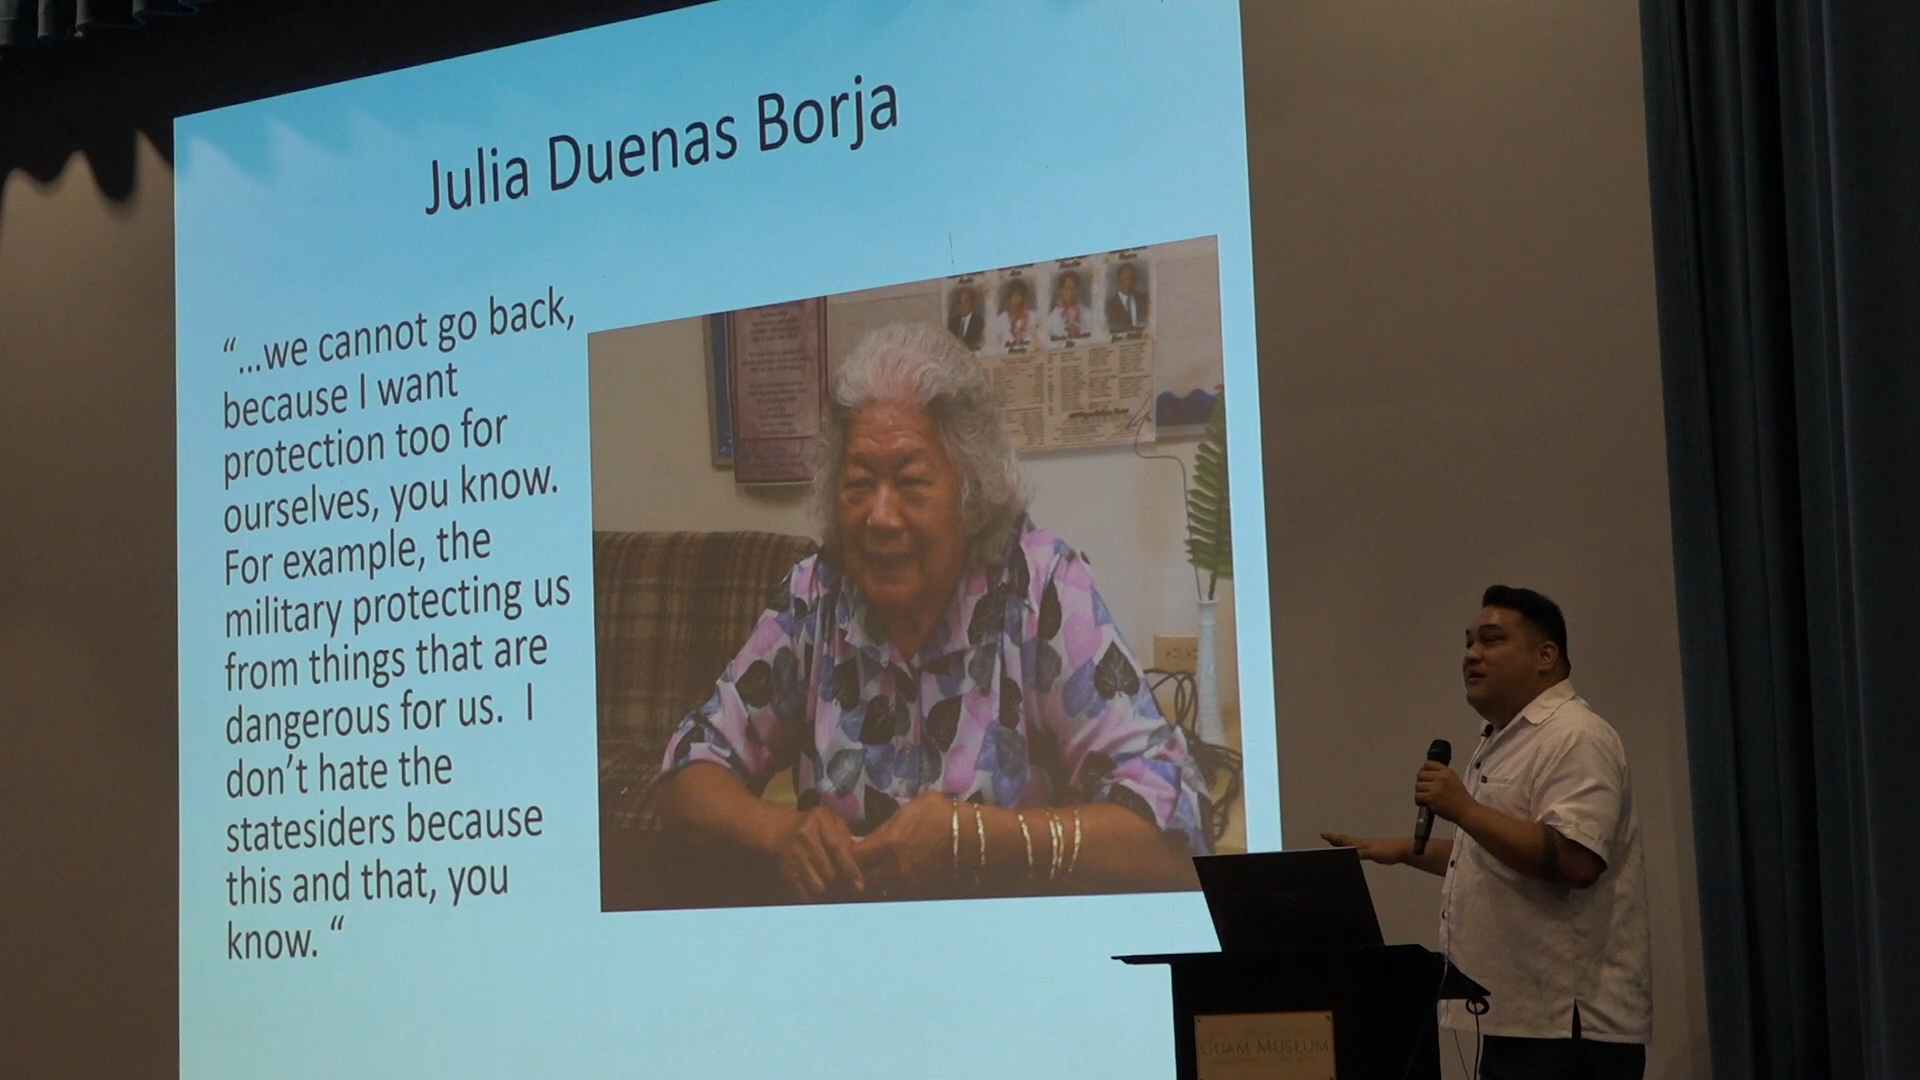 Julia Duenas Borja
“...we cannot go back,
because I want
protection too for
ourselves, you know.
For example, the
military protecting us
from things that are
dangerous for us.  I
don’t hate the
statesiders because
this and that, you
know. “
GUAM MUSEUM